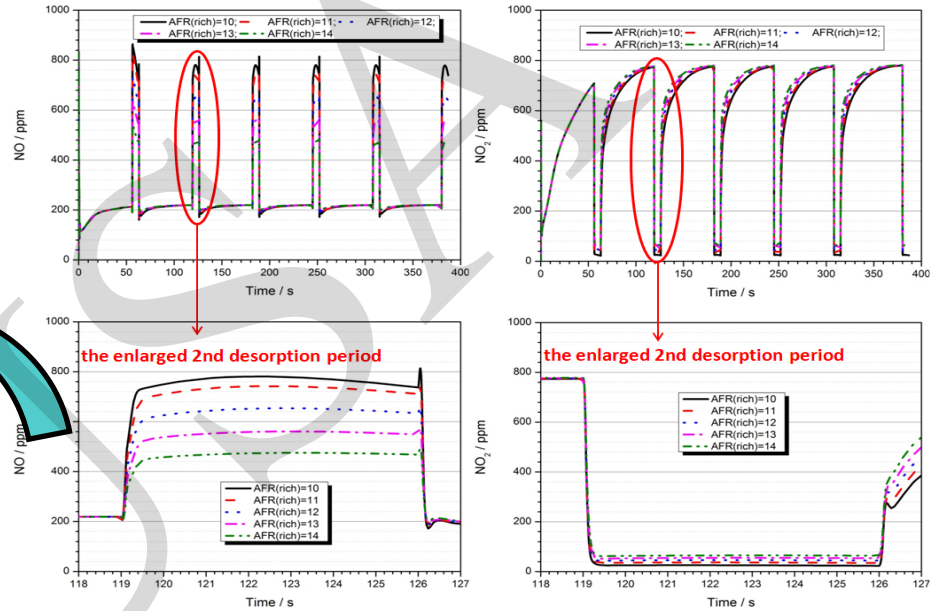 AFR(rich)=10; AFR(rich)=11; AFR(rich)=12;
AFR(rich)=13; AFR(rich)=14
NO / ppm
1000
800
600
400
200
0
0 50 100 150 200 250 300 350 400
Time / s
AFR(rich)=10; AFR(rich)=11; AFR(rich)=12;
AFR(rich)=13; AFR(rich)=14
NO₂ / ppm
1000
800
600
400
200
0
0 50 100 150 200 250 300 350 400
Time / s
the enlarged 2nd desorption period
NO / ppm
1000
800
600
400
200
0
AFR(rich)=10
AFR(rich)=11
AFR(rich)=12
AFR(rich)=13
AFR(rich)=14
118 119 120 121 122 123 124 125 126 127
Time / s
the enlarged 2nd desorption period
NO₂ / ppm
1000
800
600
400
200
0
AFR(rich)=10
AFR(rich)=11
AFR(rich)=12
AFR(rich)=13
AFR(rich)=14
118 119 120 121 122 123 124 125 126 127
Time / s
USA